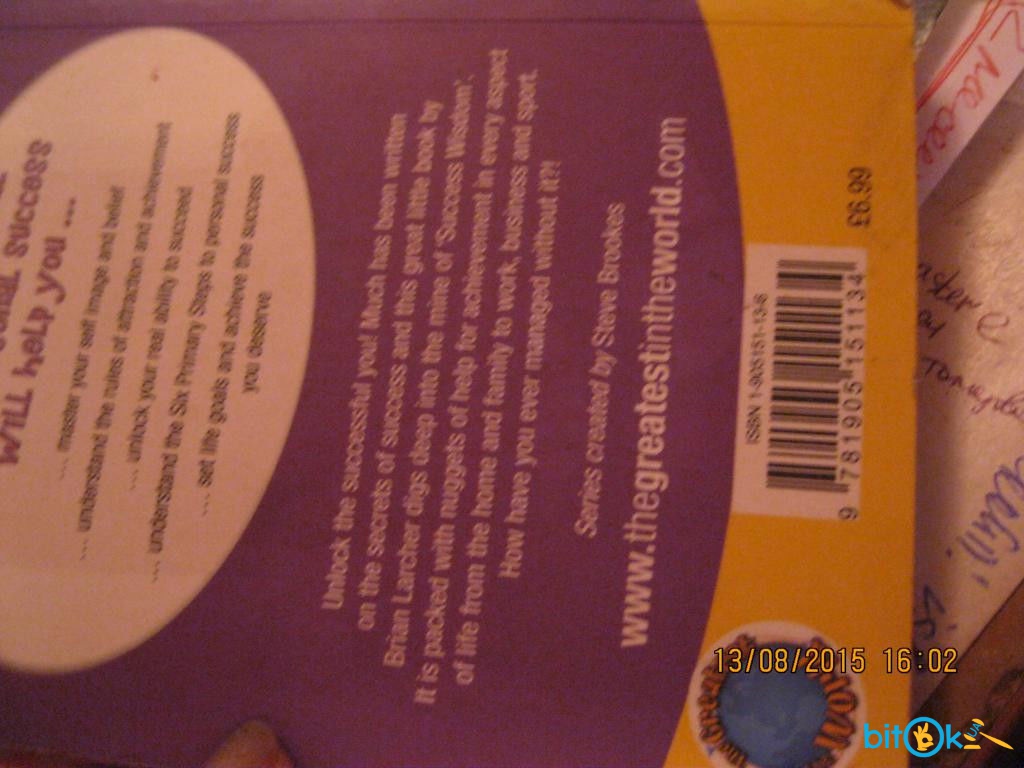 success
will help you ...
... master your self image and belief
... understand the rules of attraction and achievement
... unlock your real ability to succeed
... understand the Six Primary Steps to personal success
... set life goals and achieve the success
you deserve
Unlock the successful you! Much has been written
on the secrets of success and this great little book by
Brian Larcher digs deep into the mine of 'Success Wisdom'.
It is packed with nuggets of help for achievement in every aspect
of life from the home and family to work, business and sport.
How have you ever managed without it?!
Series created by Steve Brookes
www.thegreatestintheworld.com
ISBN 1-905151-13-6
9 781905 151134
£6.99
13/08/2015 16:02
bitok.ua